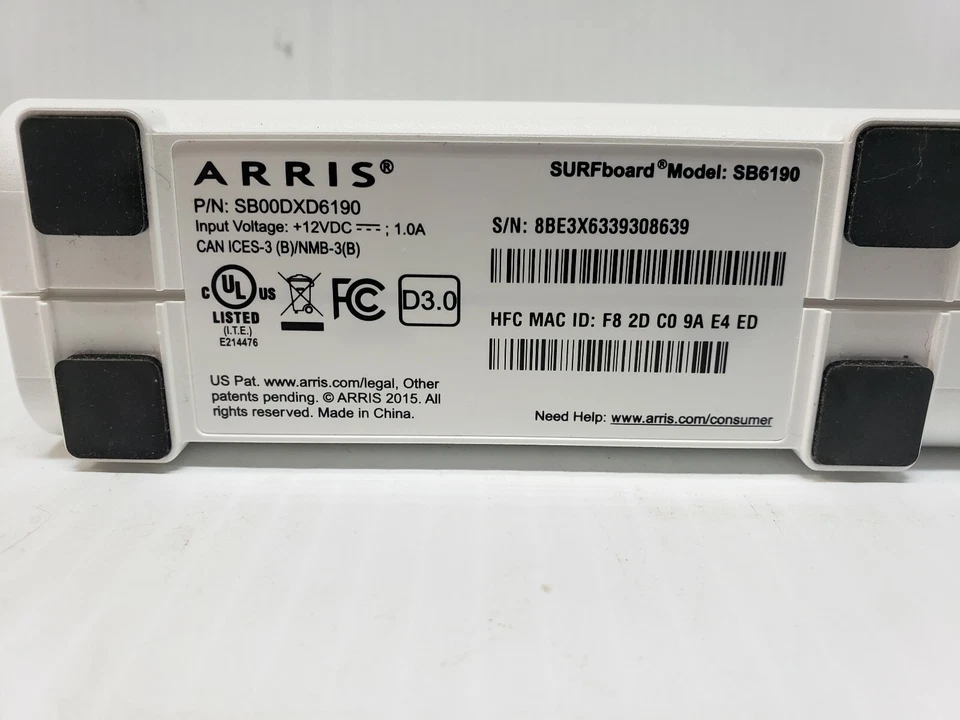 ARRIS®
SURFboard® Model: SB6190
P/N: SB00DXD6190
Input Voltage: +12VDC ⎓; 1.0A
CAN ICES-3 (B)/NMB-3(B)
S/N: 8BE3X6339308639
C UL US
LISTED
(I.T.E.)
E214476
FC
D3.0
HFC MAC ID: F8 2D C0 9A E4 ED
US Pat. www.arris.com/legal, Other
patents pending. © ARRIS 2015. All
rights reserved. Made in China.
Need Help: www.arris.com/consumer